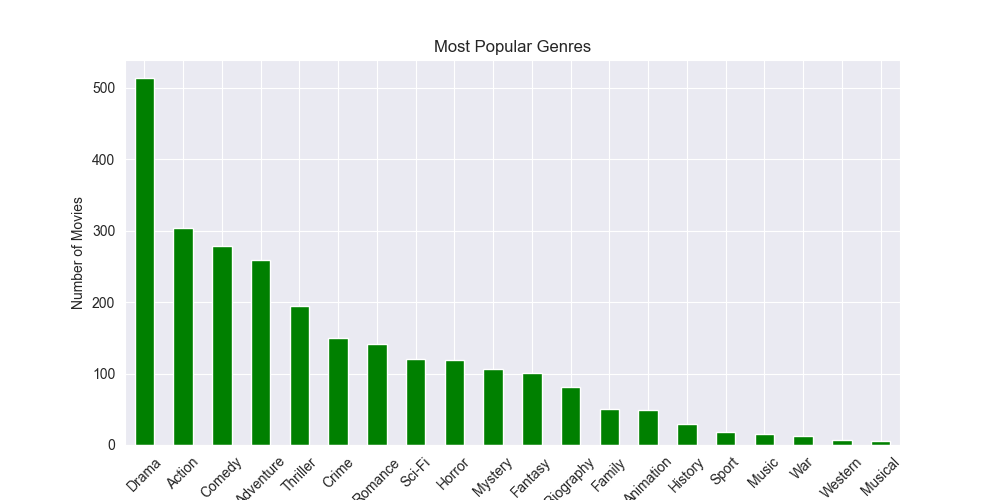 Most Popular Genres
Number of Movies
500
400
300
200
100
0
Drama
Action
Comedy
Adventure
Thriller
Crime
Romance
Sci-Fi
Horror
Mystery
Fantasy
Biography
Family
Animation
History
Sport
Music
War
Western
Musical